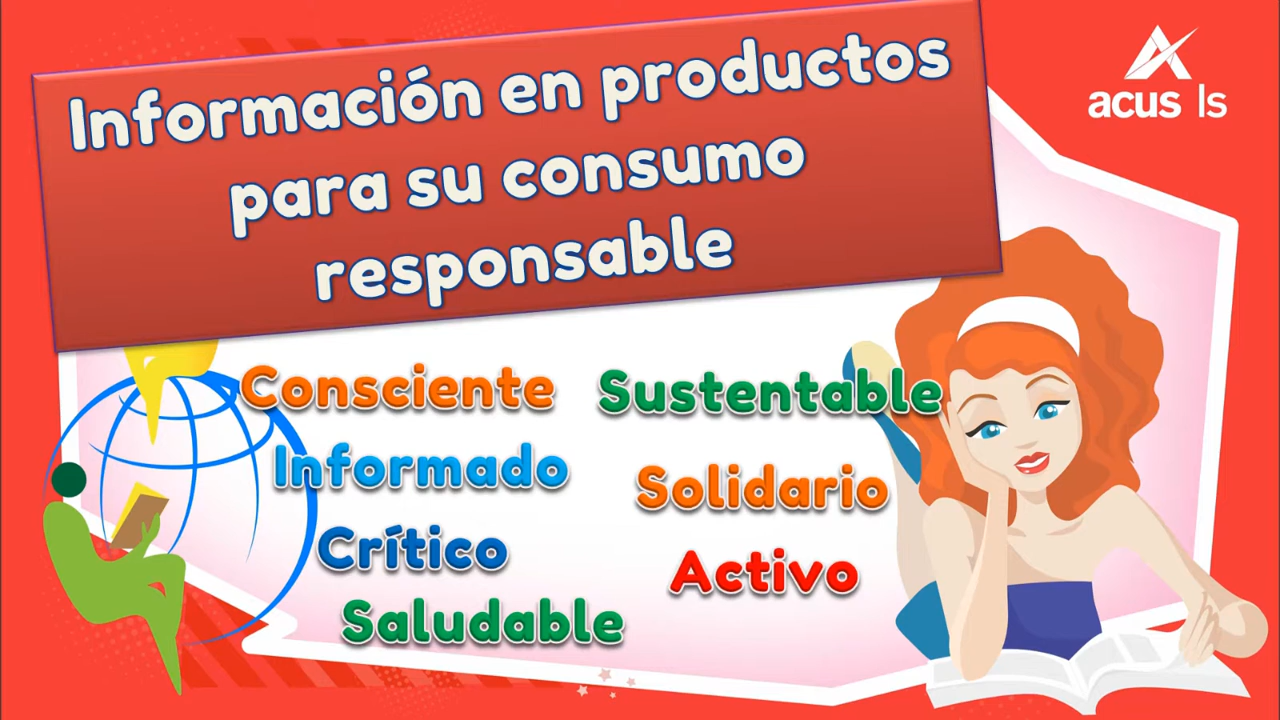 Información en productos
para su consumo
responsable
acus ls
Consciente
Informado
Crítico
Saludable
Sustentable
Solidario
Activo